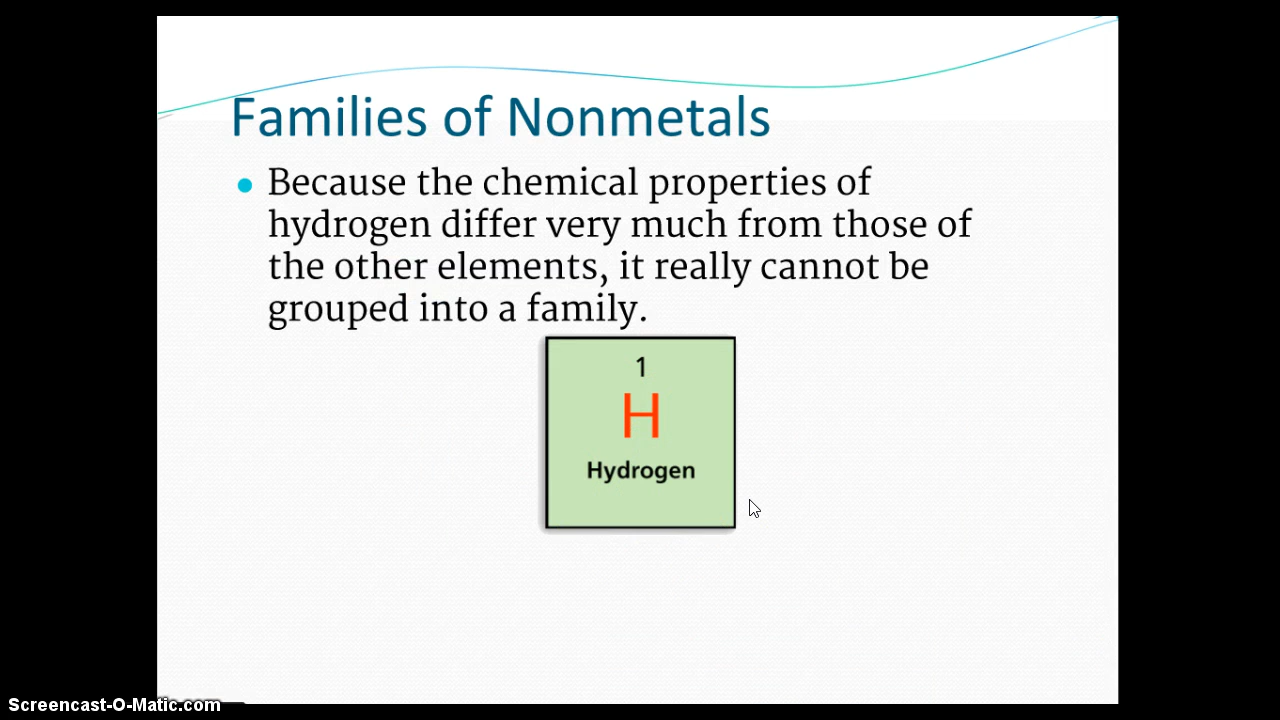 Families of Nonmetals
Because the chemical properties of
hydrogen differ very much from those of
the other elements, it really cannot be
grouped into a family.
1
H
Hydrogen
Screencast-O-Matic.com